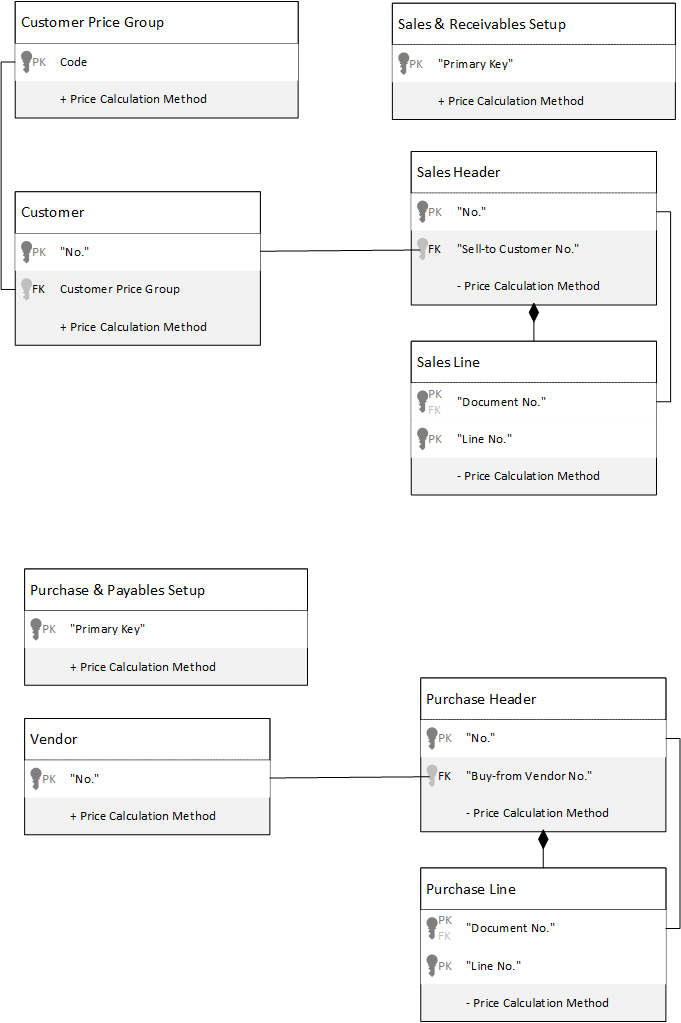 Customer Price Group
PK Code
+ Price Calculation Method
Sales & Receivables Setup
PK "Primary Key"
+ Price Calculation Method
Customer
PK "No."
FK Customer Price Group
+ Price Calculation Method
Sales Header
PK "No."
FK "Sell-to Customer No."
- Price Calculation Method
Sales Line
PK
FK
"Document No."
PK "Line No."
- Price Calculation Method
Purchase & Payables Setup
PK "Primary Key"
+ Price Calculation Method
Vendor
PK "No."
+ Price Calculation Method
Purchase Header
PK "No."
FK "Buy-from Vendor No."
- Price Calculation Method
Purchase Line
PK
FK
"Document No."
PK "Line No."
- Price Calculation Method